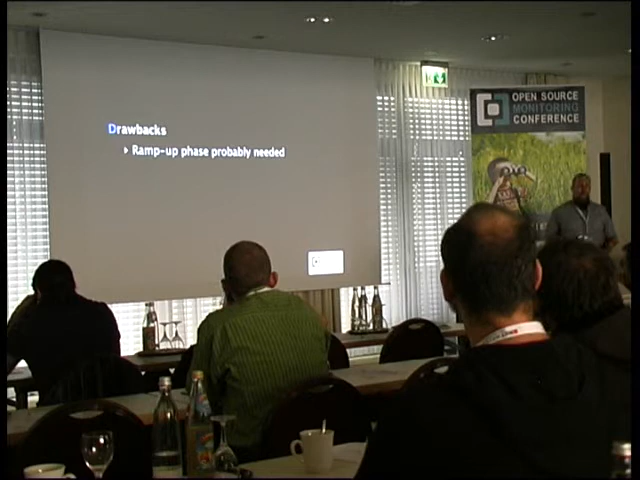 Drawbacks
Ramp-up phase probably needed
OPEN SOURCE
MONITORING
CONFERENCE